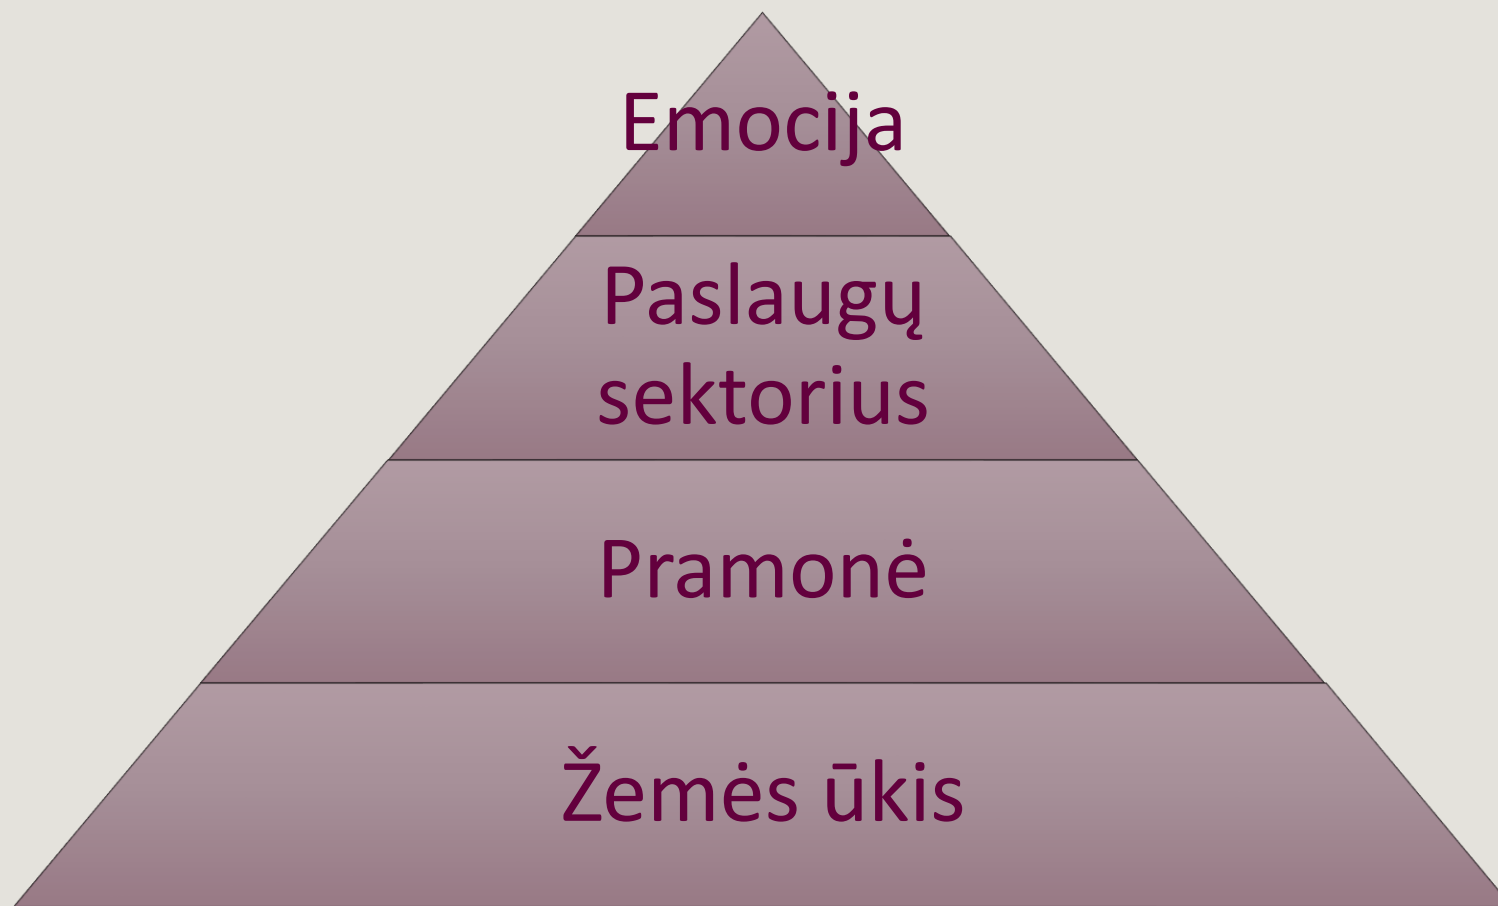 Emocija
Paslaugų
sektorius
Pramonė
Žemės ūkis